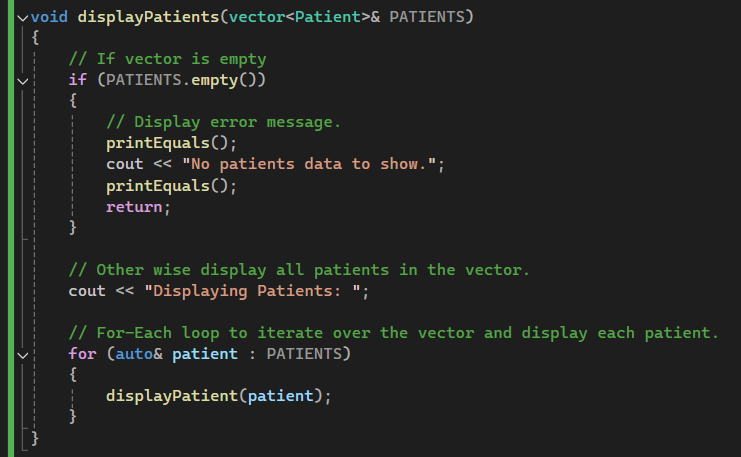 void displayPatients(vector<Patient>& PATIENTS)
{
// If vector is empty
if (PATIENTS.empty())
{
// Display error message.
printEquals();
cout << "No patients data to show.";
printEquals();
return;
}
// Other wise display all patients in the vector.
cout << "Displaying Patients: ";
// For-Each loop to iterate over the vector and display each patient.
for (auto& patient : PATIENTS)
{
displayPatient(patient);
}
}